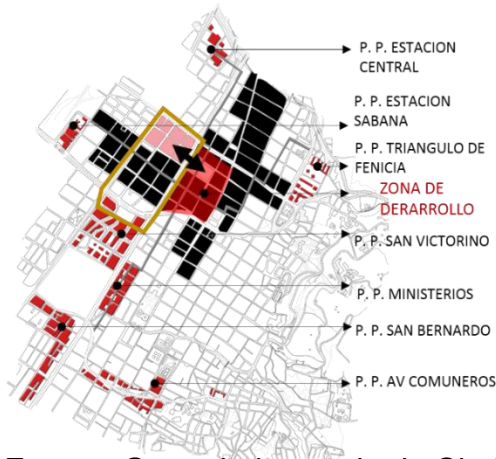 P. P. ESTACION
CENTRAL
P. P. ESTACION
SABANA
P. P. TRIANGULO DE
FENICIA
ZONA DE
DERARROLLO
P. P. SAN VICTORINO
P. P. MINISTERIOS
P. P. SAN BERNARDO
P. P. AV COMUNEROS